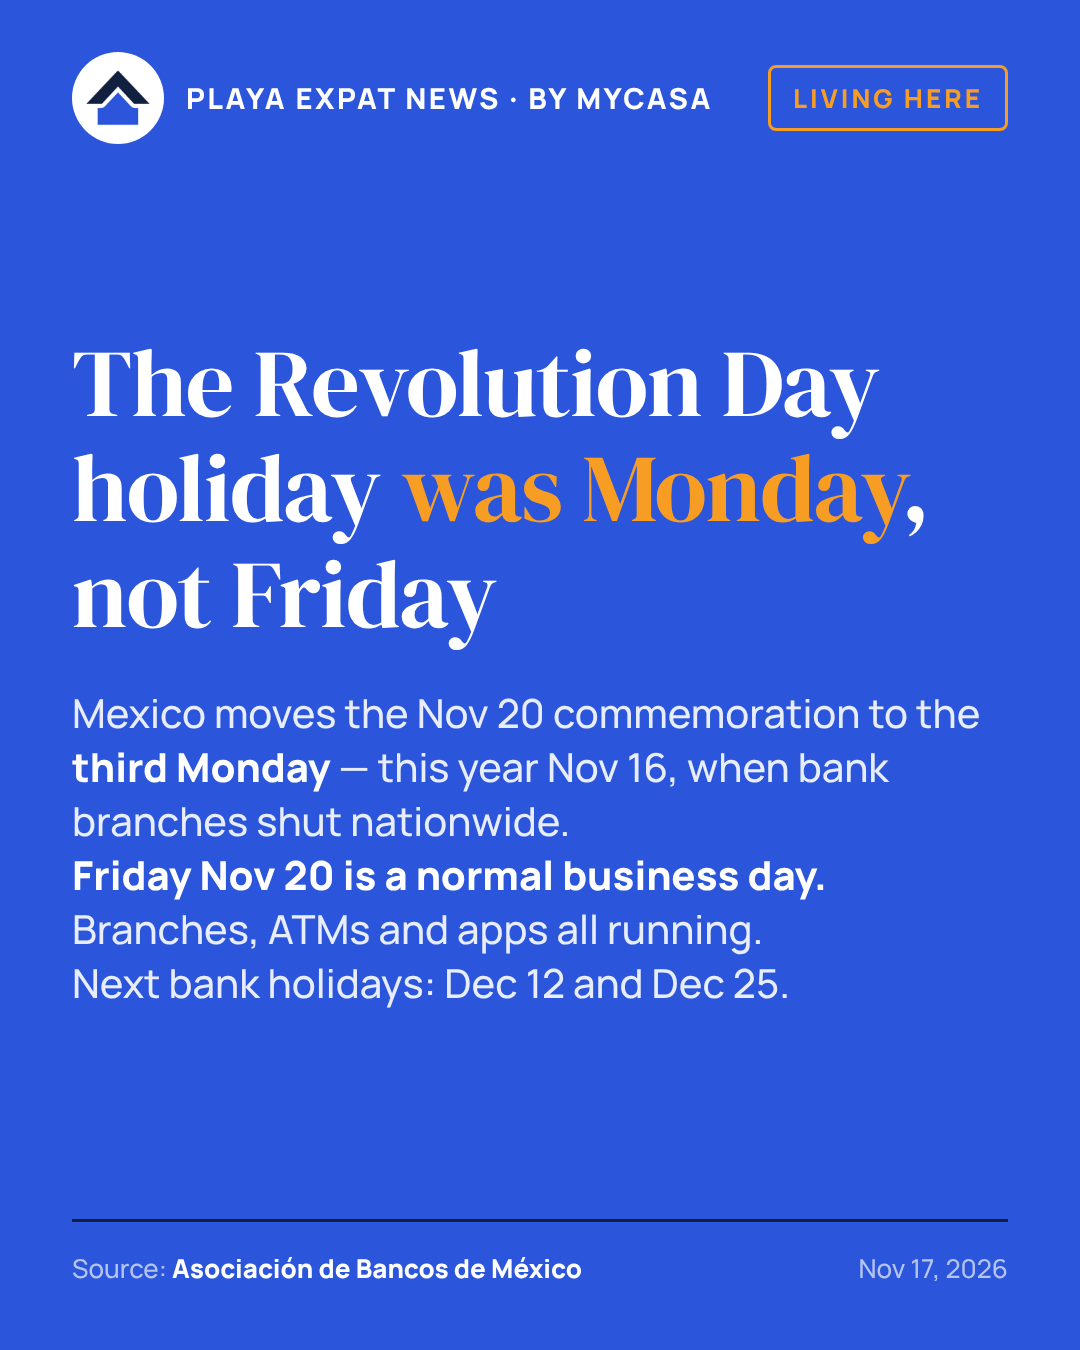 PLAYA EXPAT NEWS · BY MYCASA
LIVING HERE
The Revolution Day
holiday was Monday,
not Friday
Mexico moves the Nov 20 commemoration to the
third Monday — this year Nov 16, when bank
branches shut nationwide.
Friday Nov 20 is a normal business day.
Branches, ATMs and apps all running.
Next bank holidays: Dec 12 and Dec 25.
Source: Asociación de Bancos de México
Nov 17, 2026